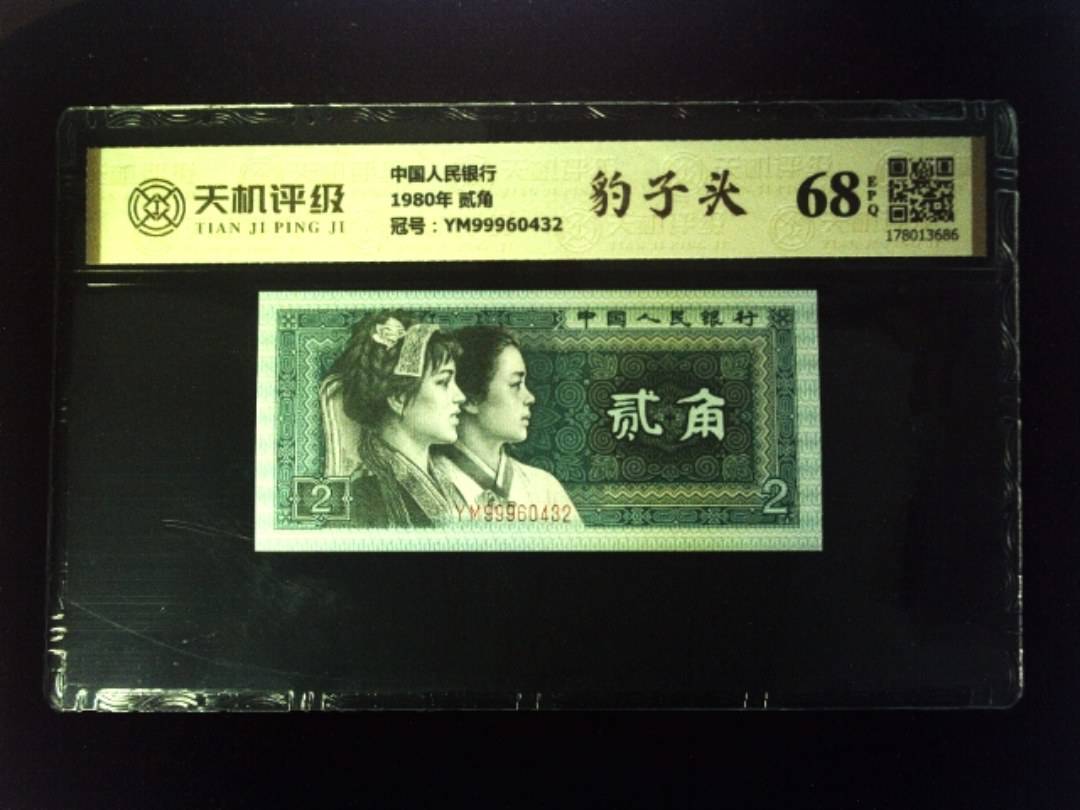 天机评级
TIAN JI PING JI
中国人民银行
1980年 贰角
冠号：YM99960432
豹子头
68
EPQ
178013686
中国人民银行
贰角
2
YM99960432
2